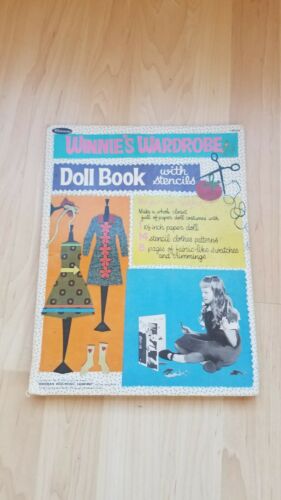 Whitman
WINNIE'S WARDROBE
Doll Book with stencils
Make a whole closet
full of paper doll costumes with
10½-inch paper doll
stencil clothes patterns
pages of fabric-like swatches
and trimmings